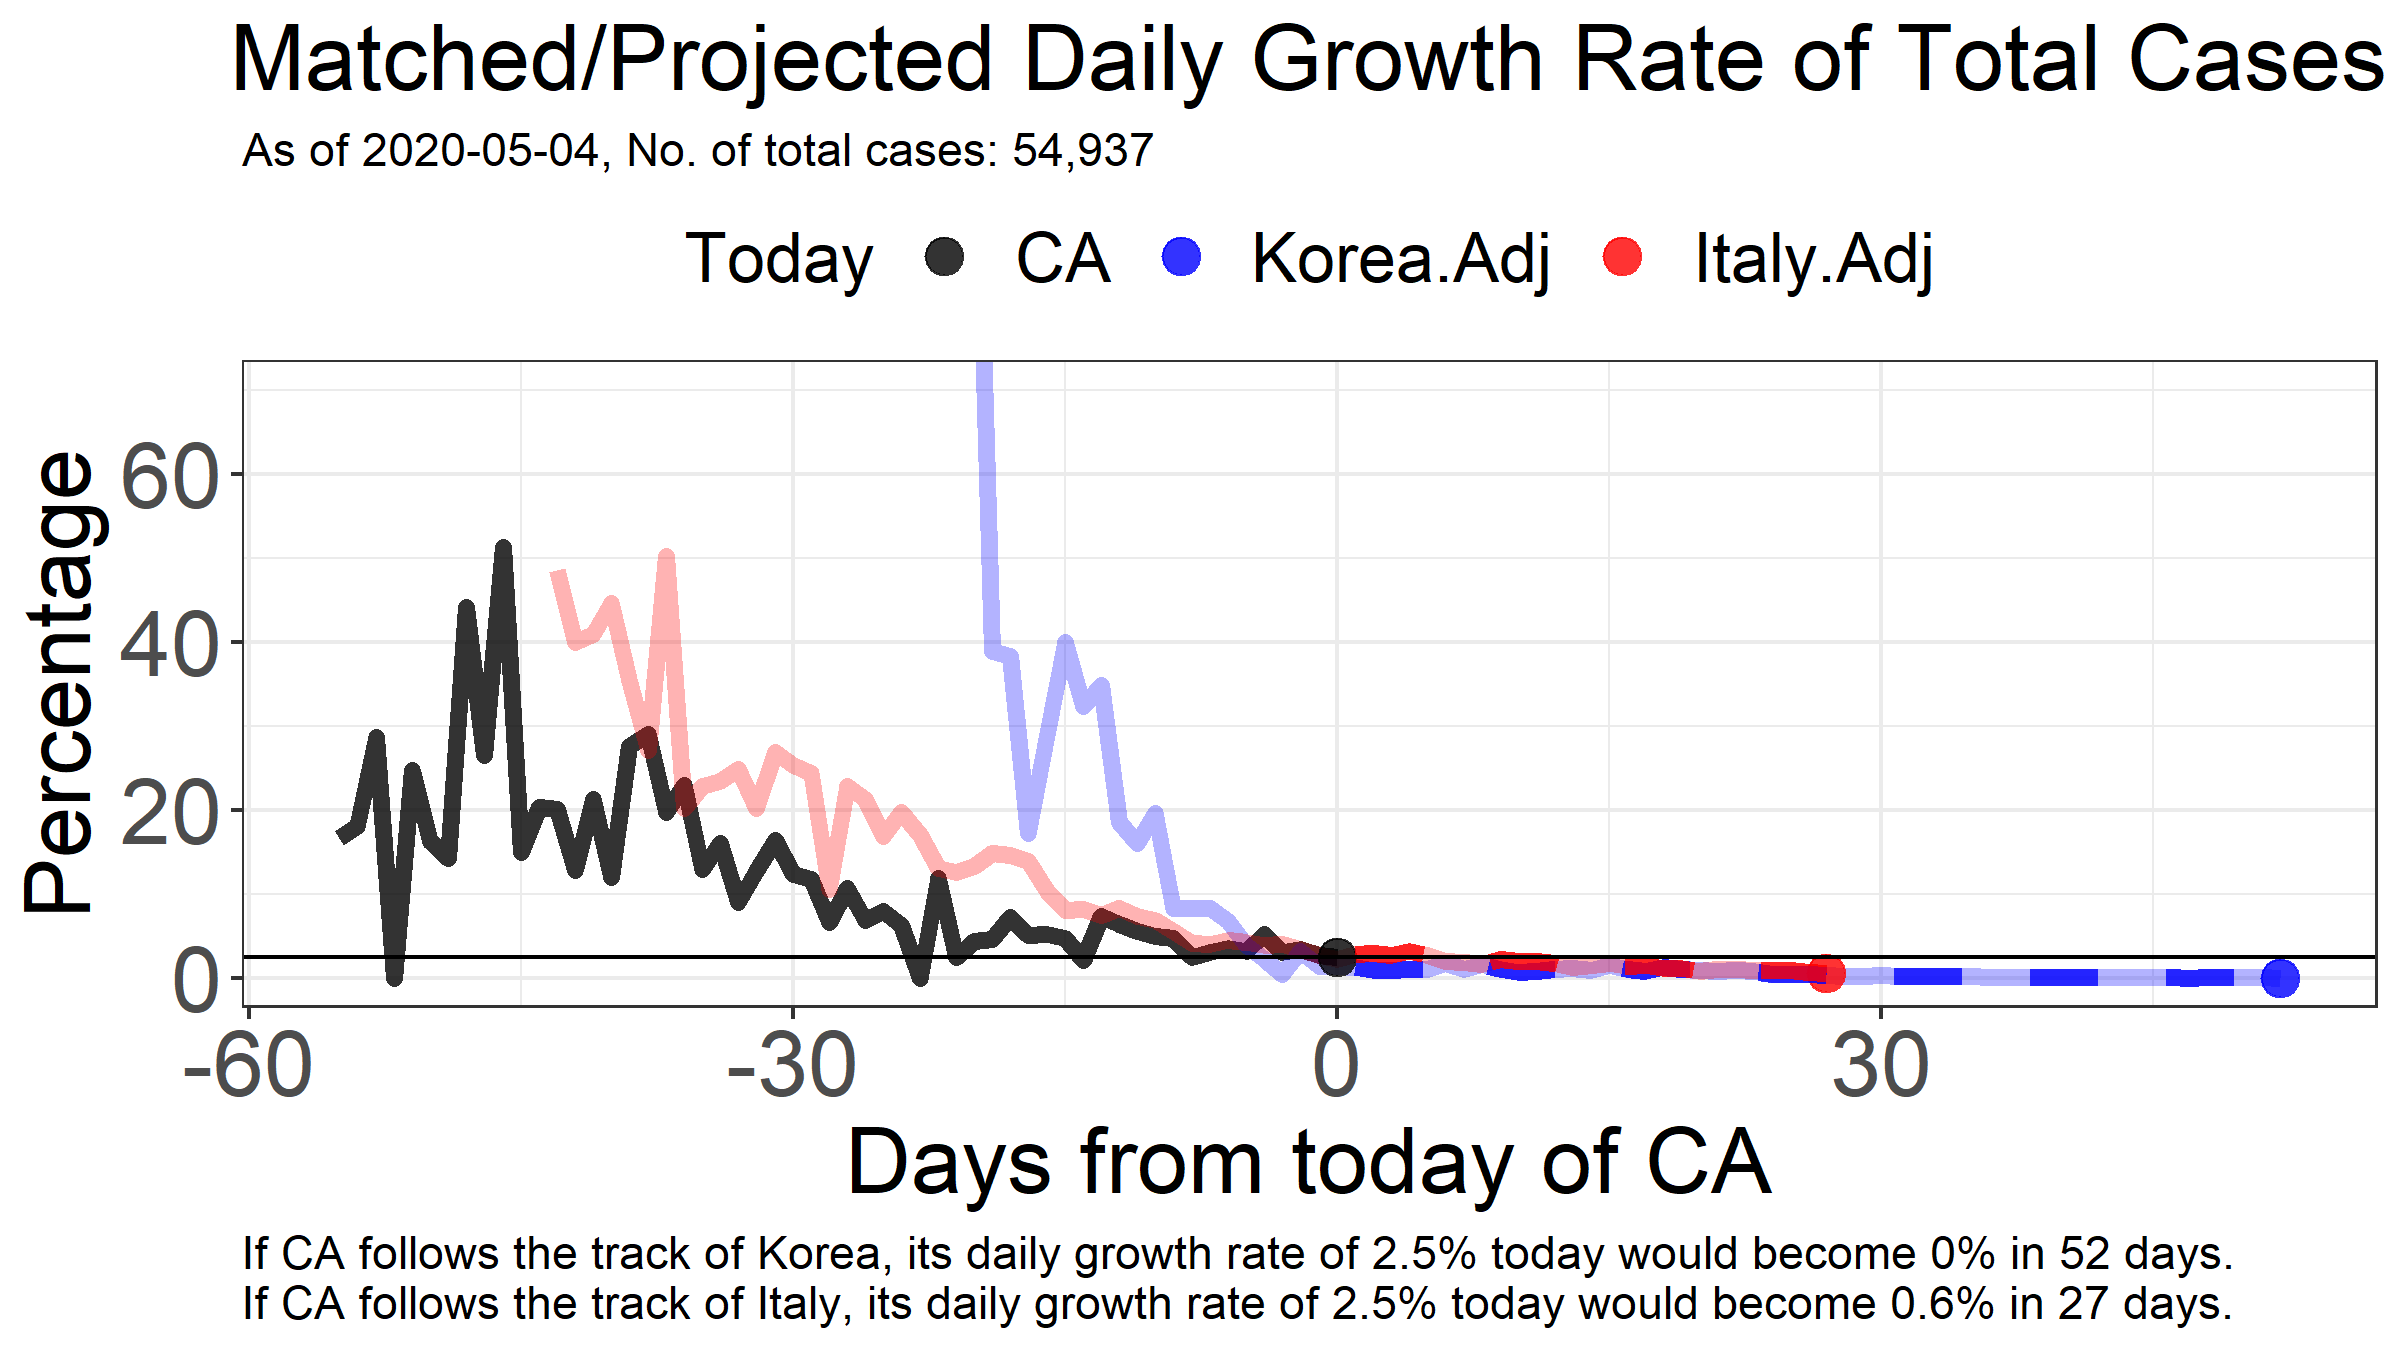 Matched/Projected Daily Growth Rate of Total Cases
As of 2020-05-04, No. of total cases: 54,937
Today CA Korea.Adj Italy.Adj
Percentage
60
40
20
0
-60 -30 0 30
Days from today of CA
If CA follows the track of Korea, its daily growth rate of 2.5% today would become 0% in 52 days.
If CA follows the track of Italy, its daily growth rate of 2.5% today would become 0.6% in 27 days.